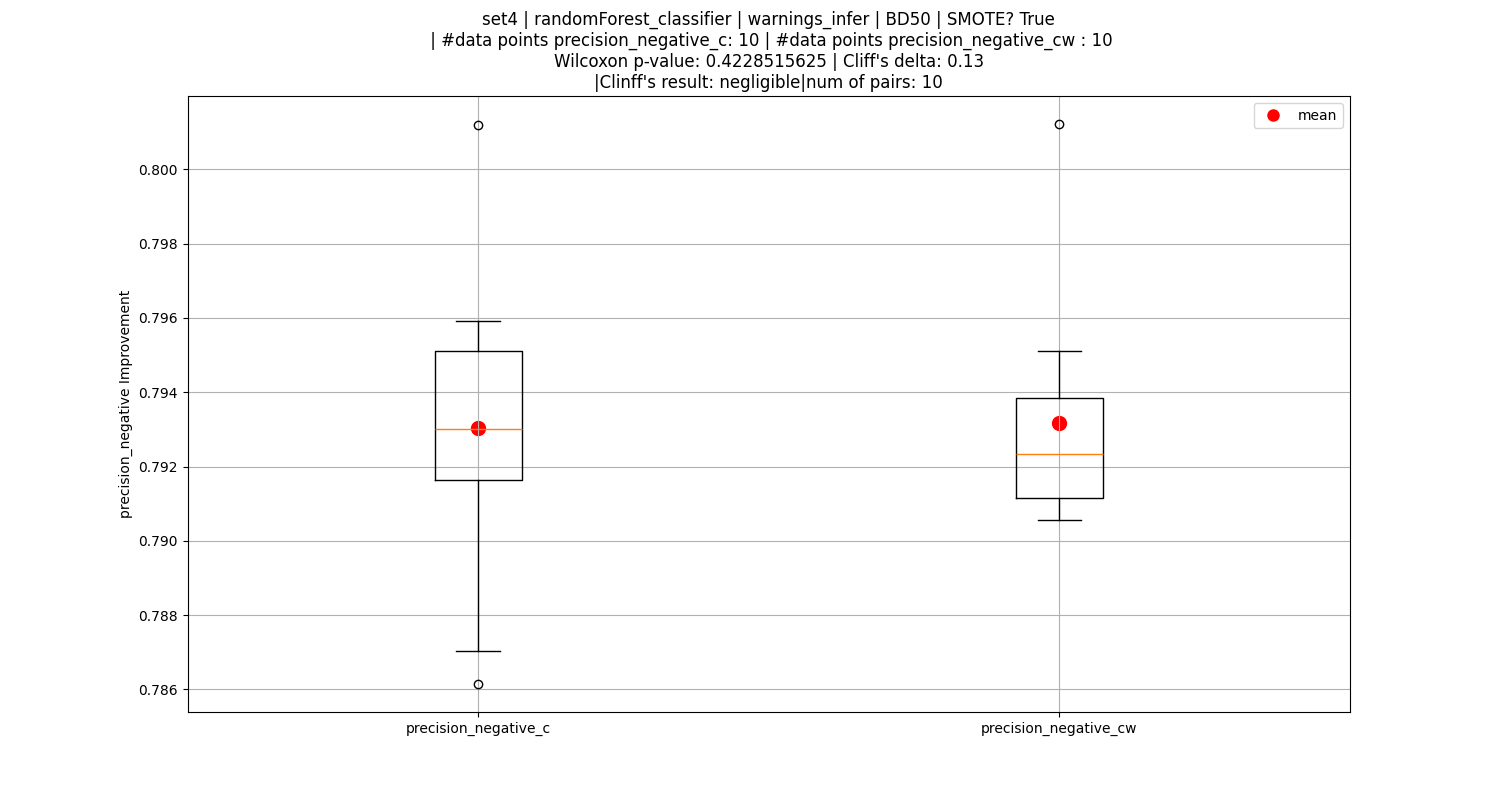 set4 | randomForest_classifier | warnings_infer | BD50 | SMOTE? True
| #data points precision_negative_c: 10 | #data points precision_negative_cw : 10
Wilcoxon p-value: 0.4228515625 | Cliff's delta: 0.13
|Clinff's result: negligible|num of pairs: 10
mean
0.800
0.798
0.796
0.794
0.792
0.790
0.788
0.786
precision_negative Improvement
precision_negative_c
precision_negative_cw